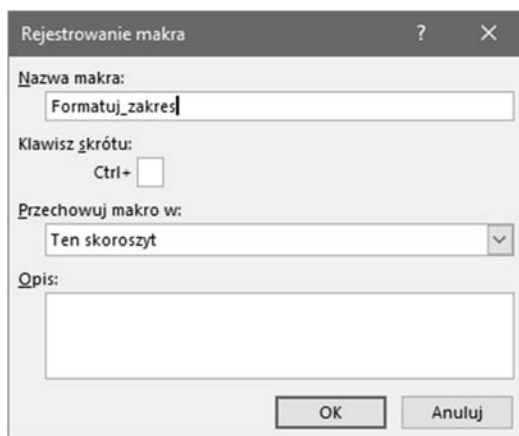 Rejestrowanie makra ? ×
Nazwa makra:
Formatuj_zakres
Klawisz skrótu:
Ctrl+
Przechowuj makro w:
Ten skoroszyt
Opis:
OK Anuluj